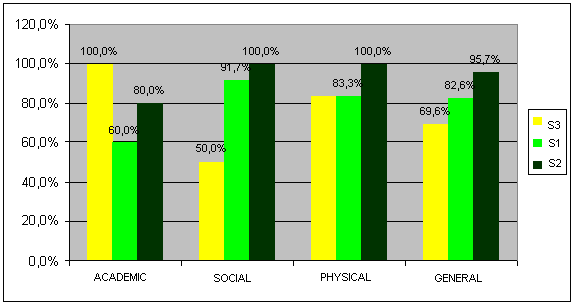 120,0%
100,0%
80,0%
60,0%
40,0%
20,0%
0,0%
100,0%
60,0%
80,0%
50,0%
91,7%
100,0%
83,3%
100,0%
69,6%
82,6%
95,7%
ACADEMIC
SOCIAL
PHYSICAL
GENERAL
S3
S1
S2